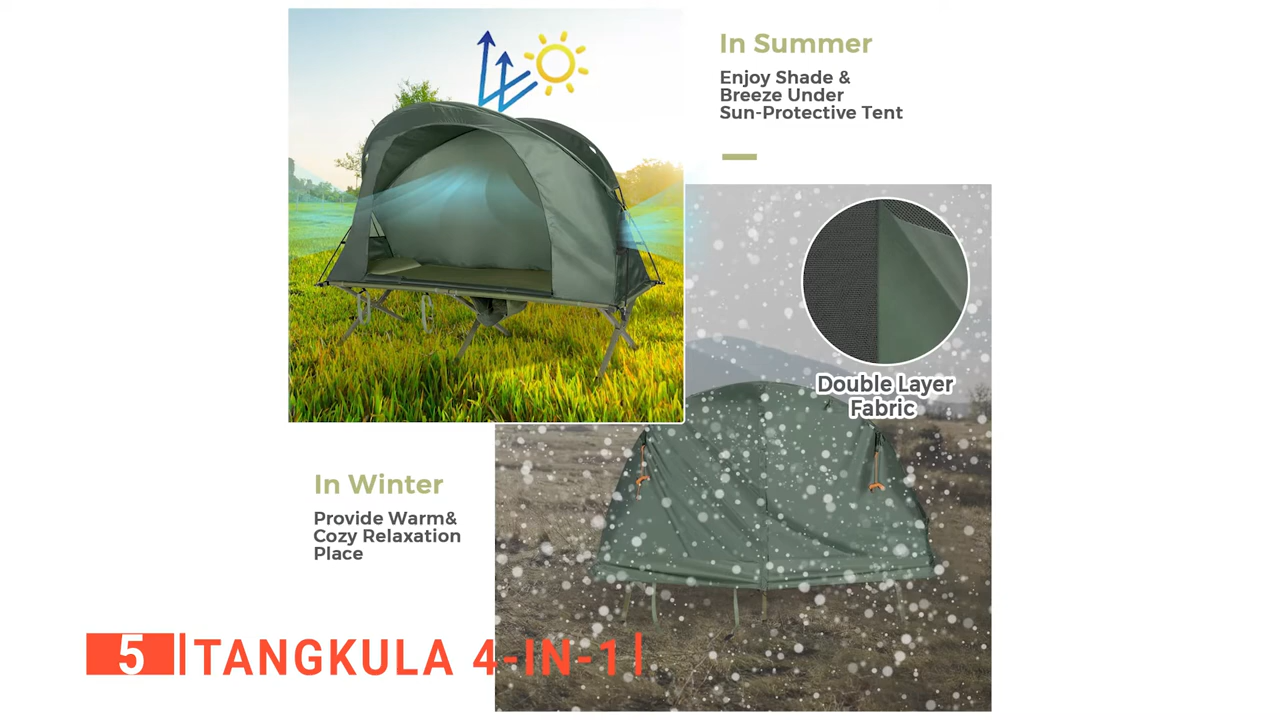 In Summer
Enjoy Shade &
Breeze Under
Sun-Protective Tent
Double Layer
Fabric
In Winter
Provide Warm&
Cozy Relaxation
Place
5 TANGKULA 4-IN-1